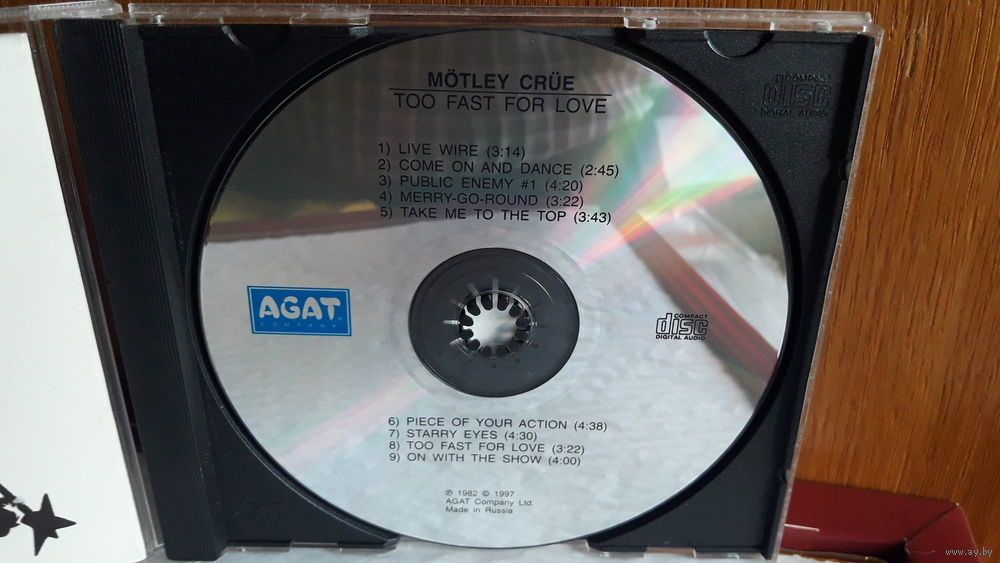 MÖTLEY CRÜE
TOO FAST FOR LOVE
COMPACT
disc
DIGITAL AUDIO
1) LIVE WIRE (3:14)
2) COME ON AND DANCE (2:45)
3) PUBLIC ENEMY #1 (4:20)
4) MERRY-GO-ROUND (3:22)
5) TAKE ME TO THE TOP (3:43)
AGAT®
COMPANY
COMPACT
disc
DIGITAL AUDIO
6) PIECE OF YOUR ACTION (4:38)
7) STARRY EYES (4:30)
8) TOO FAST FOR LOVE (3:22)
9) ON WITH THE SHOW (4:00)
℗ 1982 © 1997
AGAT Company Ltd.
Made in Russia
www.ay.by